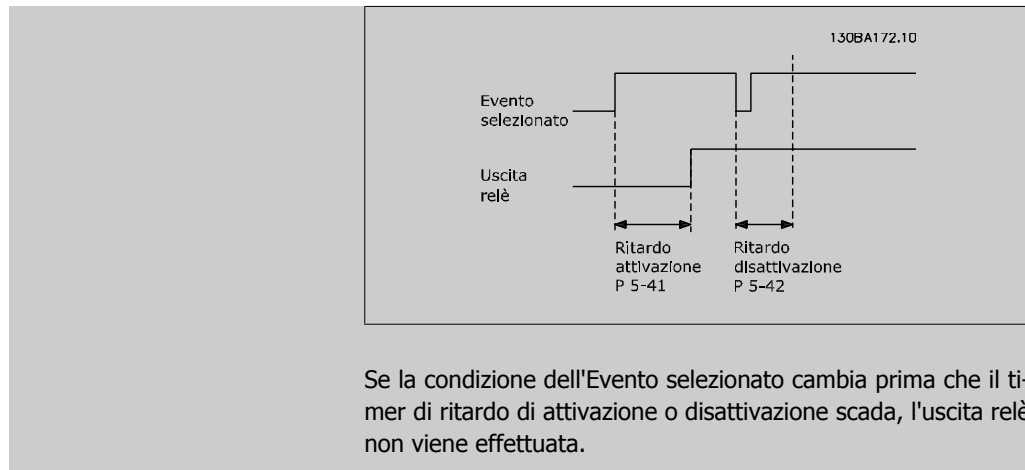 130BA172.10
Evento
selezionato
Uscita
relè
Ritardo
attivazione
P 5-41
Ritardo
disattivazione
P 5-42
Se la condizione dell'Evento selezionato cambia prima che il ti-
mer di ritardo di attivazione o disattivazione scada, l'uscita relè
non viene effettuata.